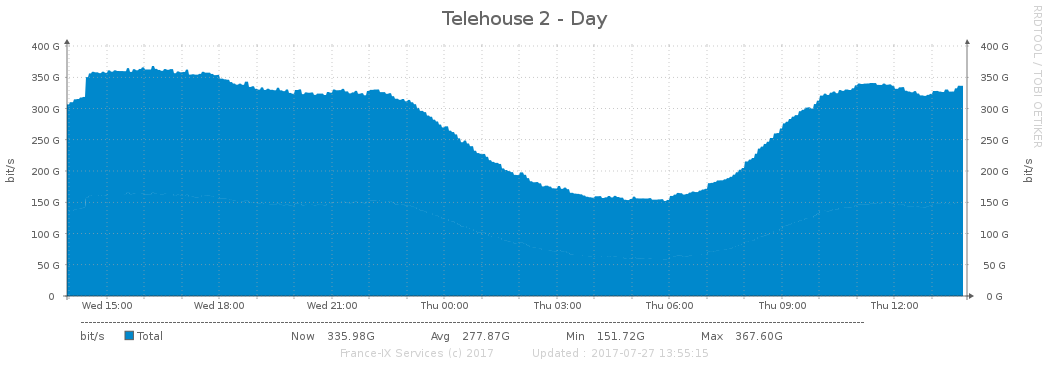 Telehouse 2 - Day
RRDTOOL / TOBI OETIKER
bit/s
bit/s
400 G 400 G
350 G 350 G
300 G 300 G
250 G 250 G
200 G 200 G
150 G 150 G
100 G 100 G
50 G 50 G
0 0 G
Wed 15:00 Wed 18:00 Wed 21:00 Thu 00:00 Thu 03:00 Thu 06:00 Thu 09:00 Thu 12:00
bit/s Total Now 335.98G Avg 277.87G Min 151.72G Max 367.60G
France-IX Services (c) 2017 Updated : 2017-07-27 13:55:15